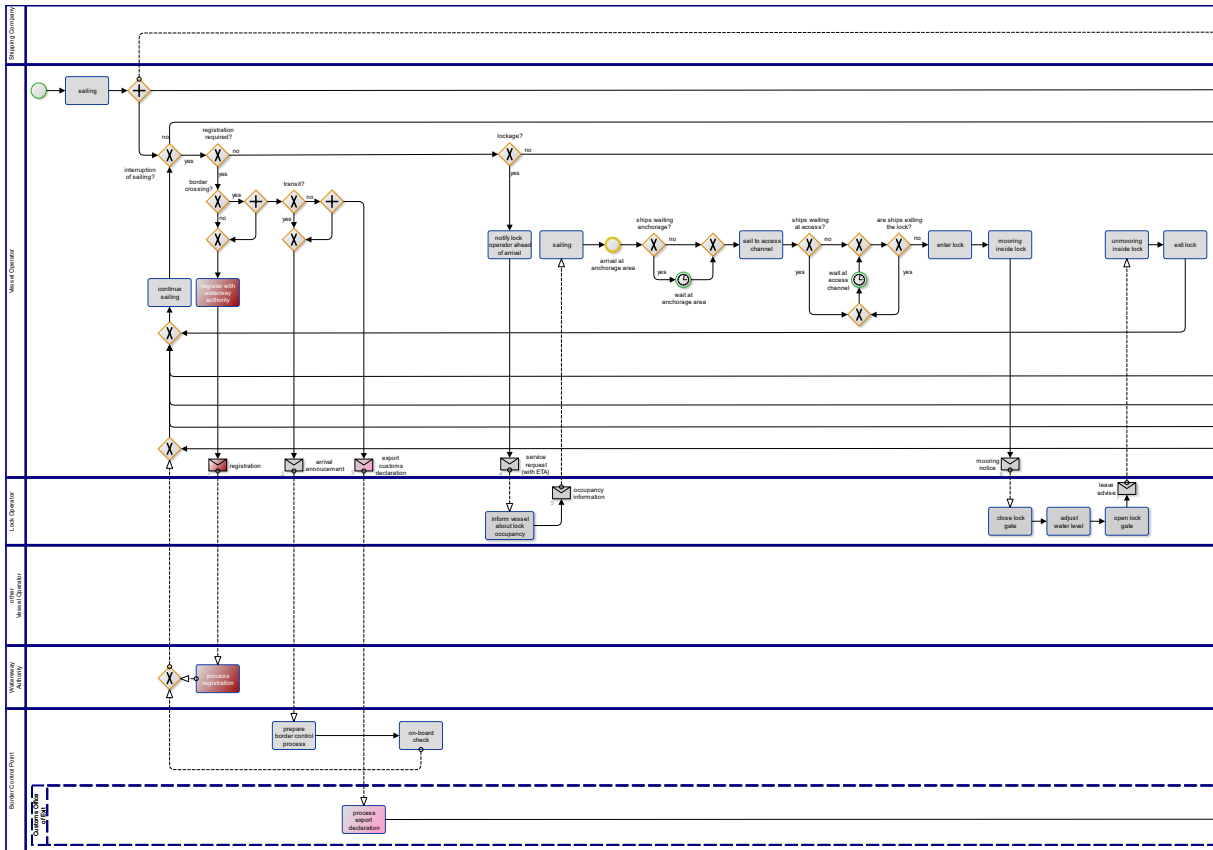 Shipping Company
Vessel Operator
sailing
no
registration
required?
interruption
of sailing?
yes
no
yes
border
crossing?
yes
no
transit?
no
yes
lockage?
no
yes
continue
sailing
register with
waterway
authority
notify lock
operator ahead
of arrival
sailing
arrival at
anchorage area
ships waiting
anchorage?
no
yes
wait at
anchorage area
sail to access
channel
ships waiting
at access?
no
yes
wait at
access
channel
are ships exiting
the lock?
no
yes
enter lock
mooring
inside lock
unmooring
inside lock
exit lock
registration
arrival
annoucement
export
customs
declaration
service
request
(with ETA)
mooring
notice
Lock Operator
occupancy
information
inform vessel
about lock
occupancy
leave
advise
close lock
gate
adjust
water level
open lock
gate
other
Vessel Operator
Watereway
Authority
process
registration
Border Control Point
prepare
border control
process
on-board
check
Customs Office
of Exit
process
export
declaration